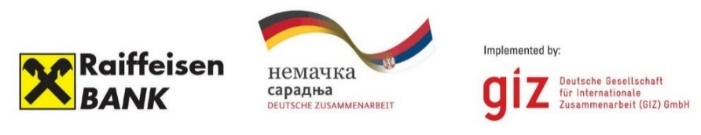 Raiffeisen
BANK
немачка
сарадња
DEUTSCHE ZUSAMMENARBEIT
Implemented by:
giz
Deutsche Gesellschaft
für Internationale
Zusammenarbeit (GIZ) GmbH